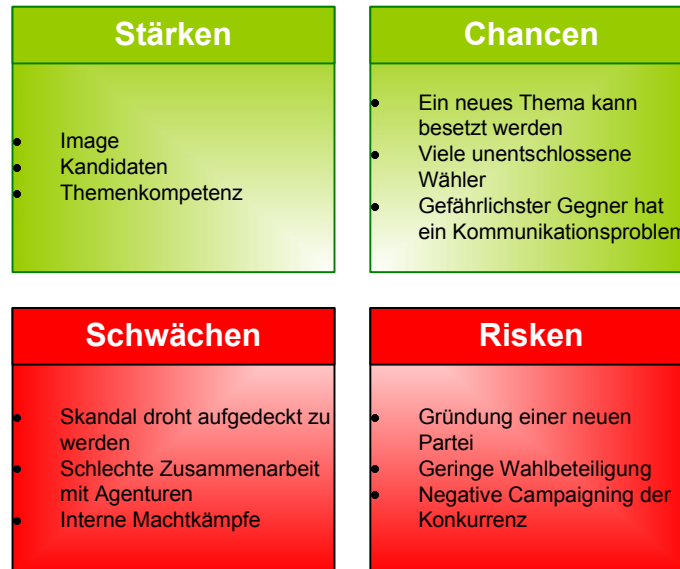 Stärken
• Image
• Kandidaten
• Themenkompetenz
Chancen
• Ein neues Thema kann
besetzt werden
• Viele unentschlossene
Wähler
• Gefährlichster Gegner hat
ein Kommunikationsproblem
Schwächen
• Skandal droht aufgedeckt zu
werden
• Schlechte Zusammenarbeit
mit Agenturen
• Interne Machtkämpfe
Risken
• Gründung einer neuen
Partei
• Geringe Wahlbeteiligung
• Negative Campaigning der
Konkurrenz